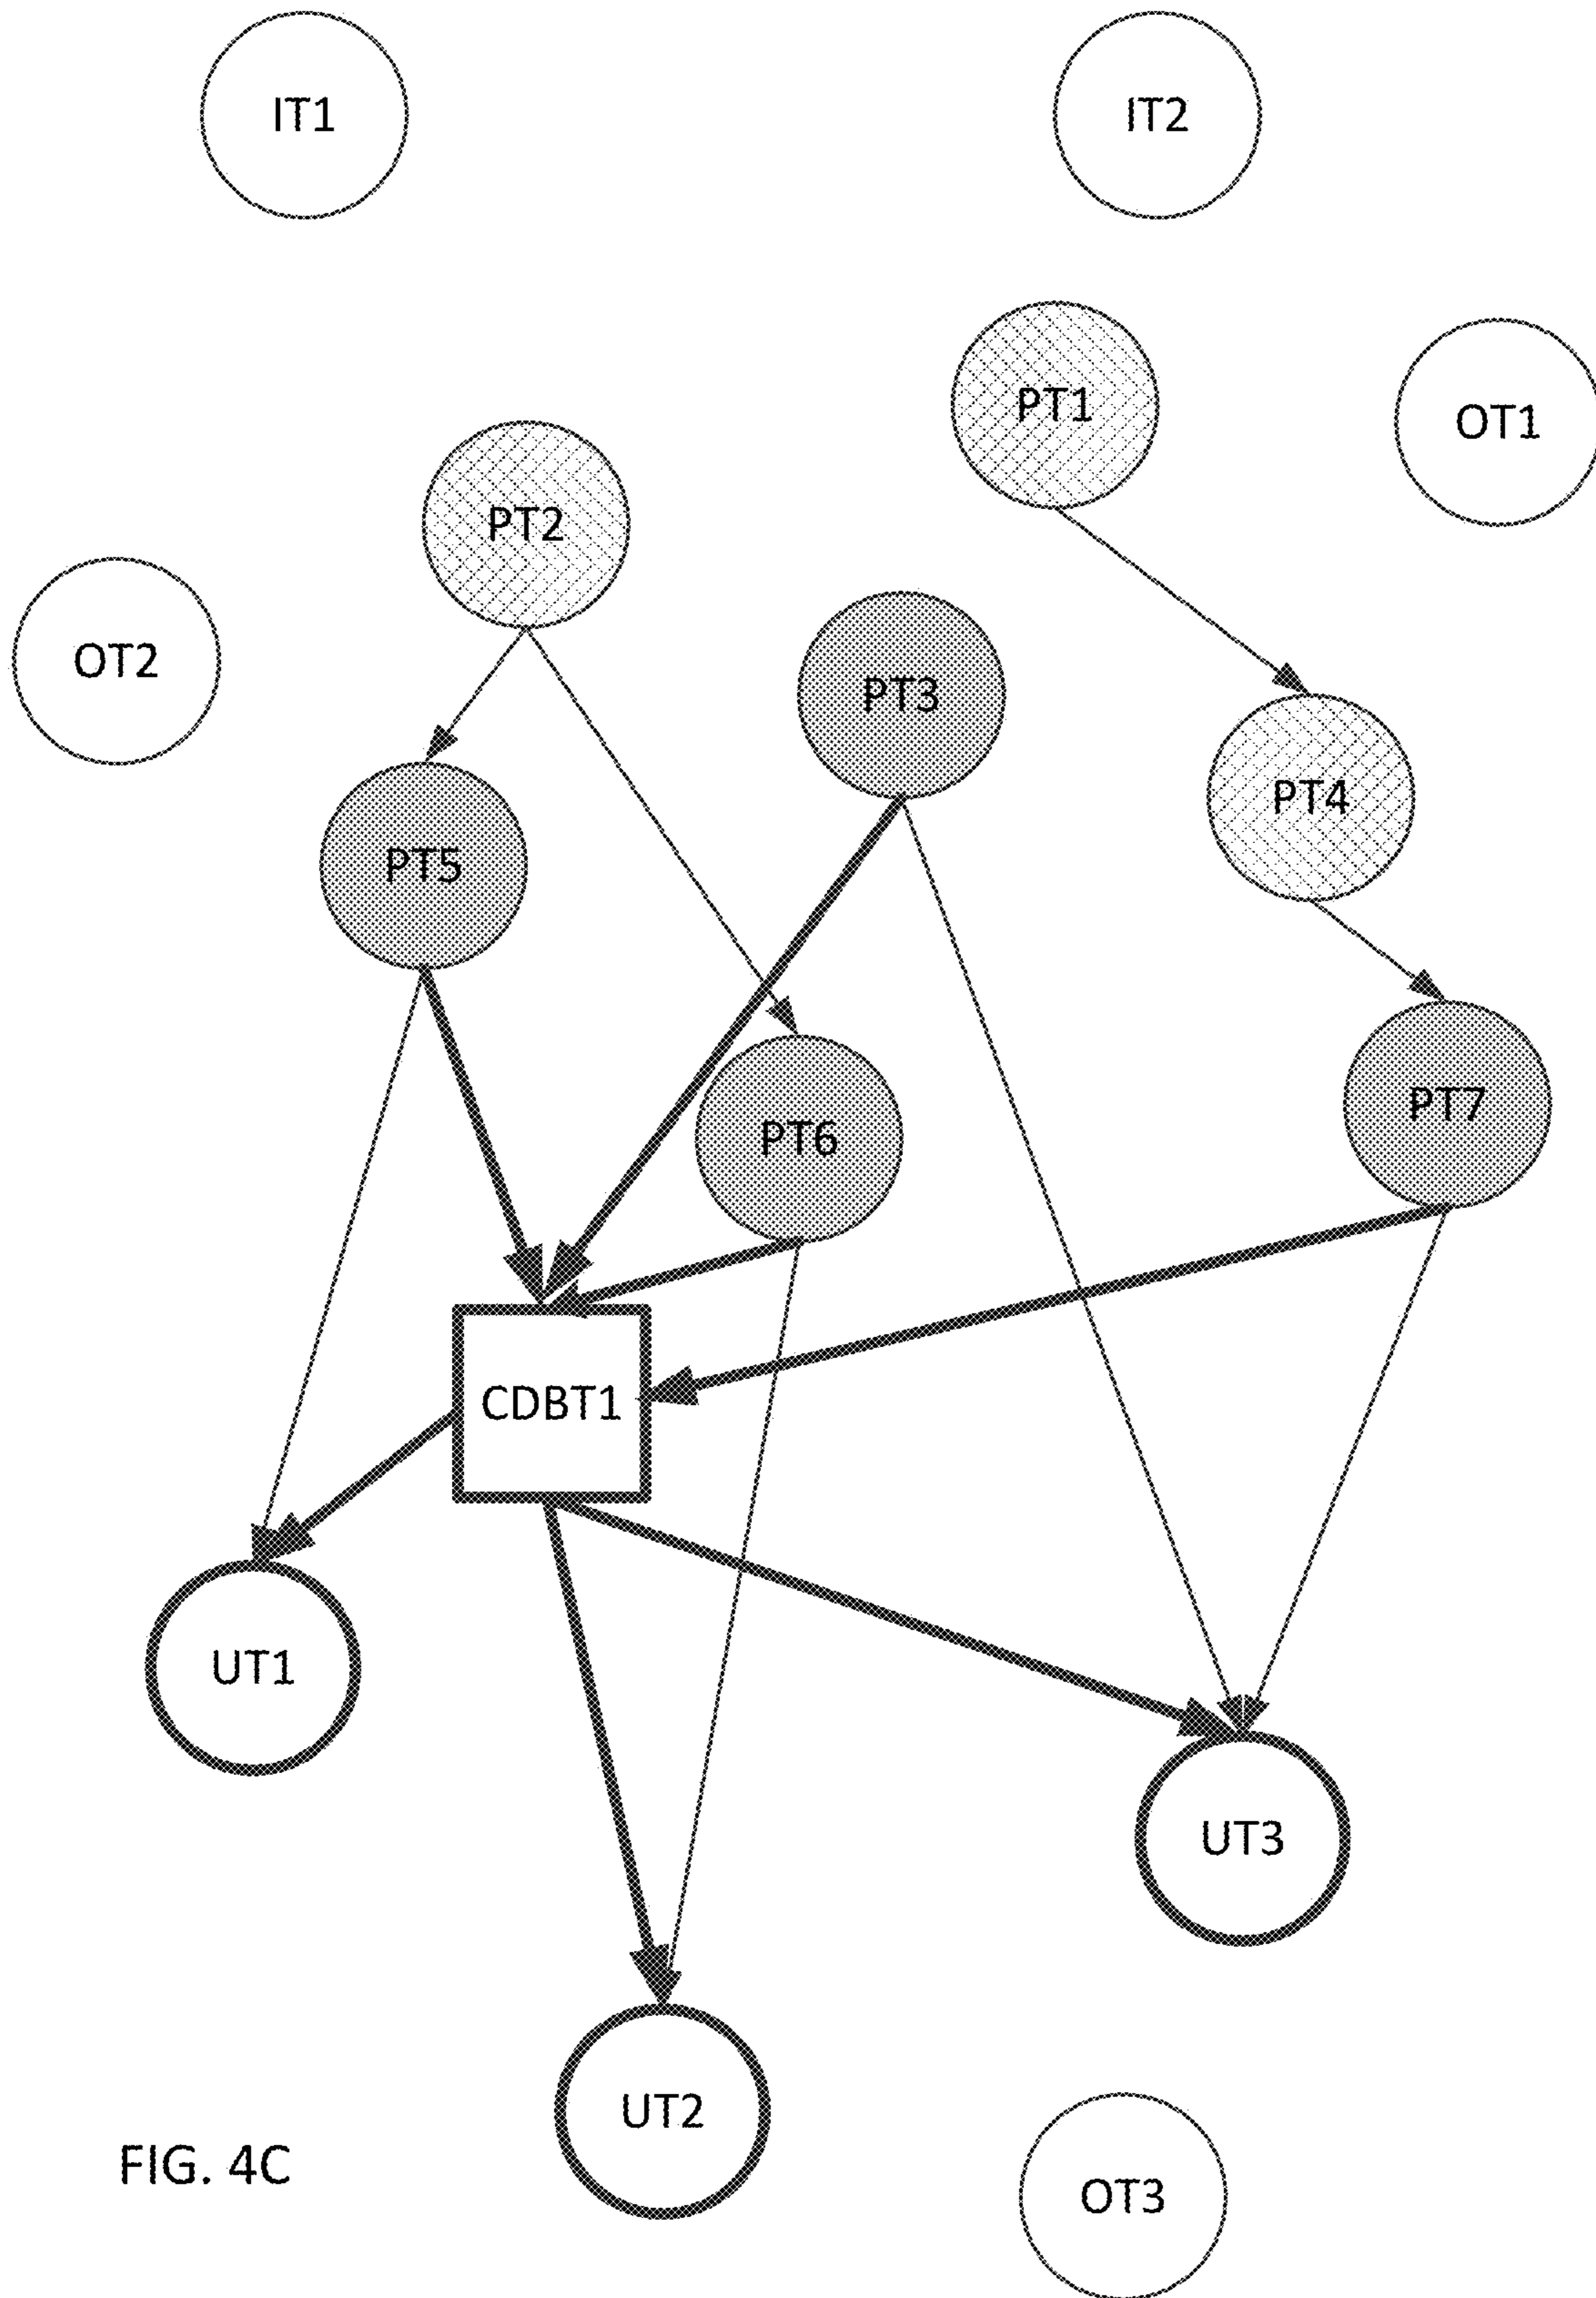 IT1
IT2
PT1
OT1
PT2
OT2
PT3
PT4
PT5
PT7
PT6
CDBT1
UT1
UT3
UT2
FIG. 4C
OT3